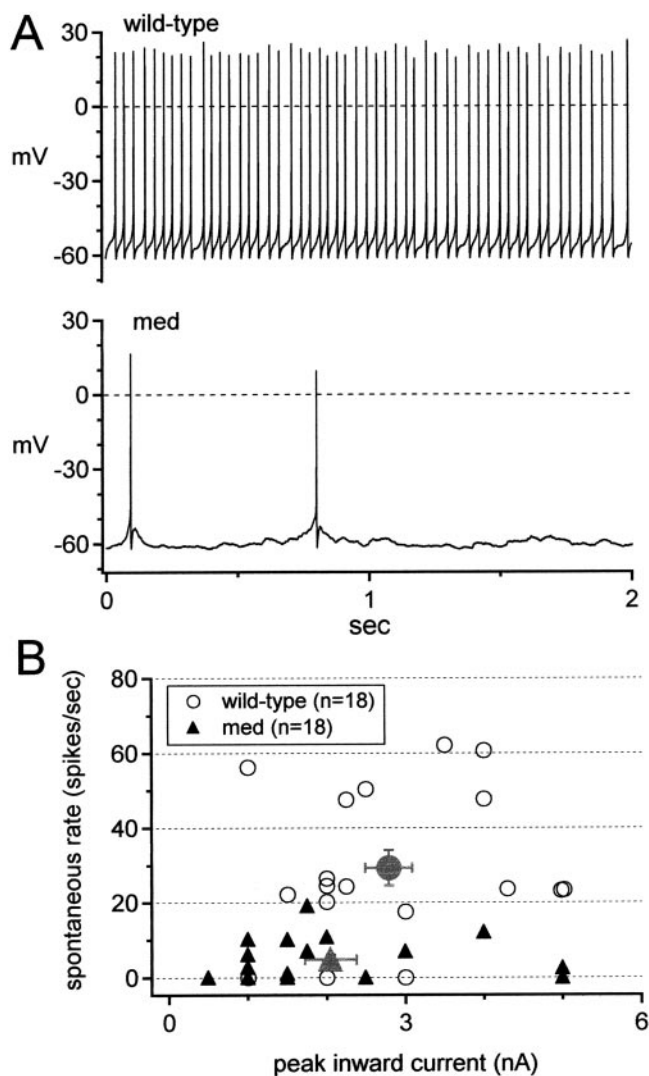 A
wild-type
30
0
mV
-30
-60
med
30
0
mV
-30
-60
0
1
2
sec
B
80
wild-type (n=18)
med (n=18)
60
40
20
0
spontaneous rate (spikes/sec)
0
3
6
peak inward current (nA)